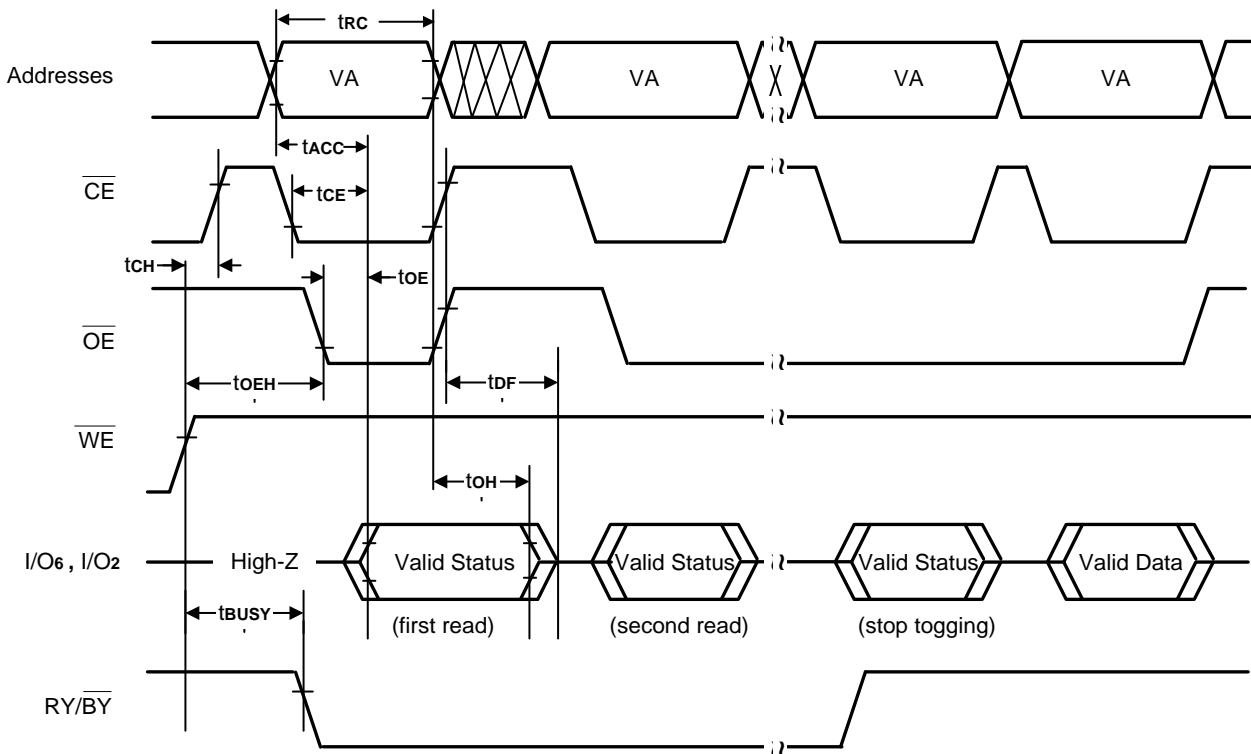 tRC
Addresses VA VA X VA VA
tACC
CE
tCE
tCH
tOE
OE
tOEH
tDF
WE
tOH
I/O6 , I/O2 High-Z Valid Status Valid Status Valid Status Valid Data
tBUSY
(first read) (second read) (stop togging)
RY/BY